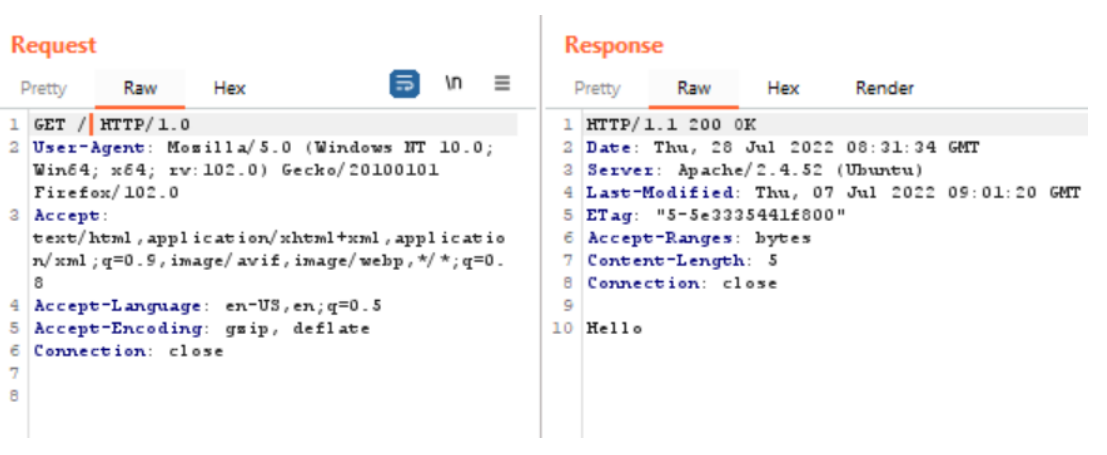 Request
Pretty Raw Hex \n
1 GET / HTTP/1.0
2 User-Agent: Mozilla/5.0 (Windows NT 10.0;
Win64; x64; rv:102.0) Gecko/20100101
Firefox/102.0
3 Accept:
text/html,application/xhtml+xml,applicatio
n/xml;q=0.9,image/avif,image/webp,*/*;q=0.
8
4 Accept-Language: en-US,en;q=0.5
5 Accept-Encoding: gzip, deflate
6 Connection: close
7
8
Response
Pretty Raw Hex Render
1 HTTP/1.1 200 OK
2 Date: Thu, 28 Jul 2022 08:31:34 GMT
3 Server: Apache/2.4.52 (Ubuntu)
4 Last-Modified: Thu, 07 Jul 2022 09:01:20 GMT
5 ETag: "5-5e3335441f800"
6 Accept-Ranges: bytes
7 Content-Length: 5
8 Connection: close
9
10 Hello